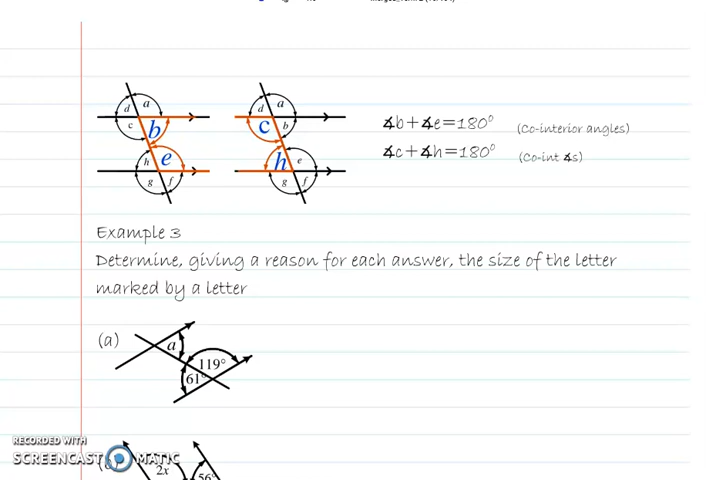 d a d a
c b c b
h e h e
g f g f
∡b+∡e=180° (Co-interior angles)
∡c+∡h=180° (Co-int ∡s)
Example 3
Determine, giving a reason for each answer, the size of the letter
marked by a letter
(a)
a
119°
61°
RECORDED WITH
SCREENCAST MATIC
2x 56°